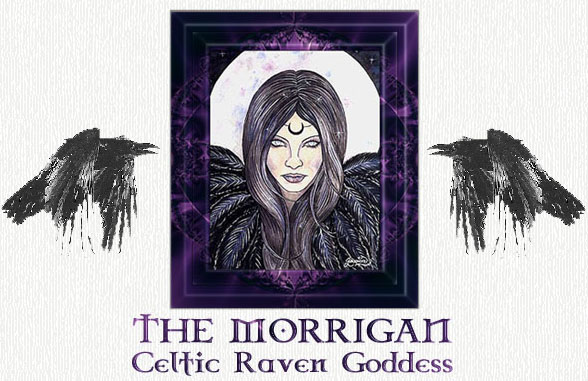 THE MORRIGAN
Celtic Raven Goddess